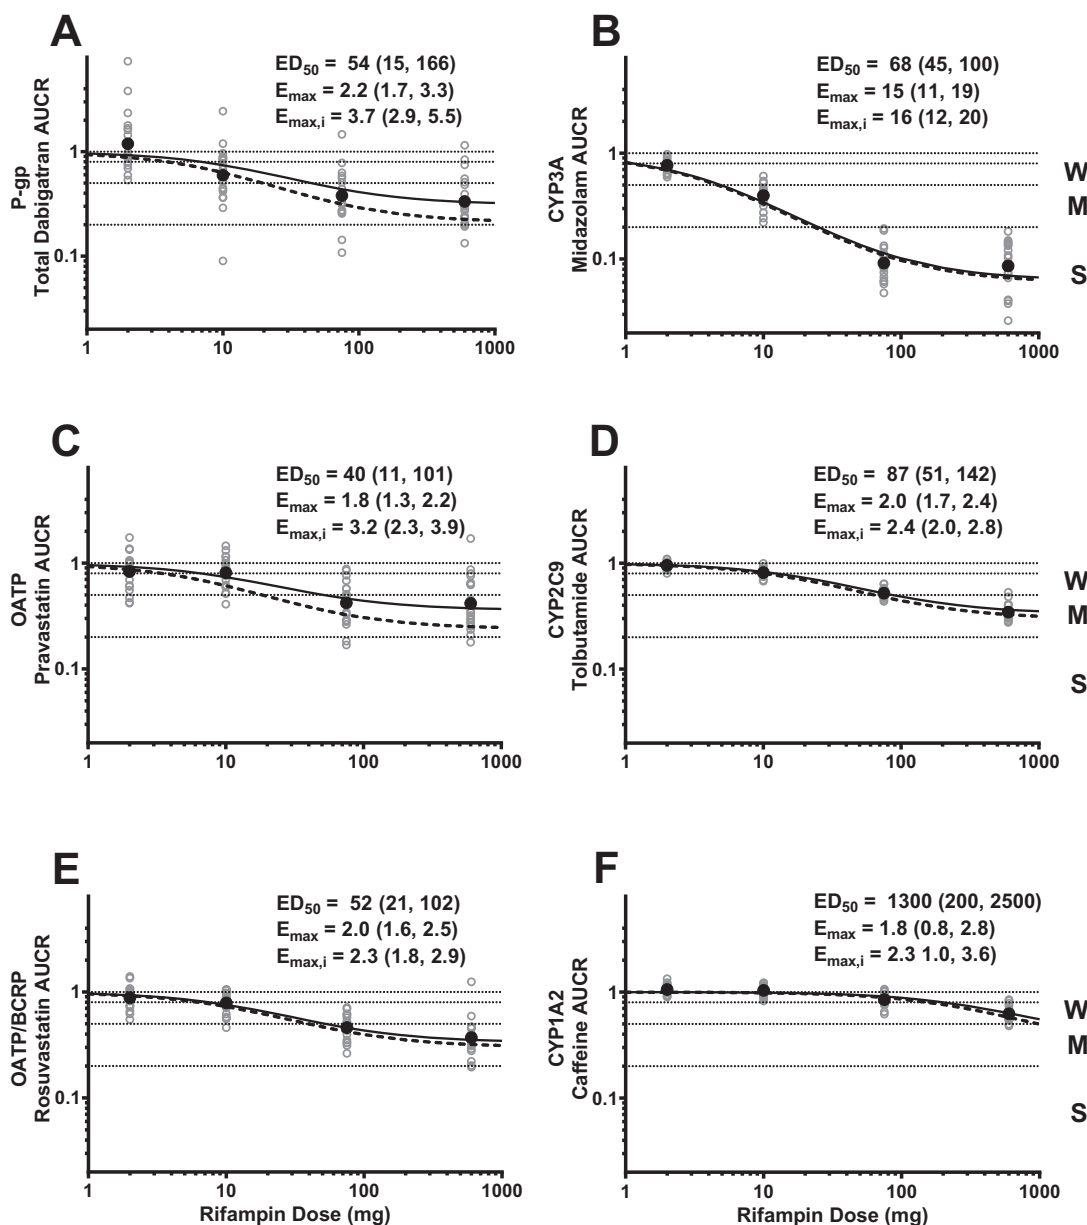 A
ED50 = 54 (15, 166)
Emax = 2.2 (1.7, 3.3)
Emax,i = 3.7 (2.9, 5.5)
P-gp
Total Dabigatran AUCR
1
0.1
1 10 100 1000
B
ED50 = 68 (45, 100)
Emax = 15 (11, 19)
Emax,i = 16 (12, 20)
CYP3A
Midazolam AUCR
1
0.1
1 10 100 1000
W
M
S
C
ED50 = 40 (11, 101)
Emax = 1.8 (1.3, 2.2)
Emax,i = 3.2 (2.3, 3.9)
OATP
Pravastatin AUCR
1
0.1
1 10 100 1000
D
ED50 = 87 (51, 142)
Emax = 2.0 (1.7, 2.4)
Emax,i = 2.4 (2.0, 2.8)
CYP2C9
Tolbutamide AUCR
1
0.1
1 10 100 1000
W
M
S
E
ED50 = 52 (21, 102)
Emax = 2.0 (1.6, 2.5)
Emax,i = 2.3 (1.8, 2.9)
OATP/BCRP
Rosuvastatin AUCR
1
0.1
1 10 100 1000
Rifampin Dose (mg)
F
ED50 = 1300 (200, 2500)
Emax = 1.8 (0.8, 2.8)
Emax,i = 2.3 1.0, 3.6)
CYP1A2
Caffeine AUCR
1
0.1
1 10 100 1000
Rifampin Dose (mg)
W
M
S